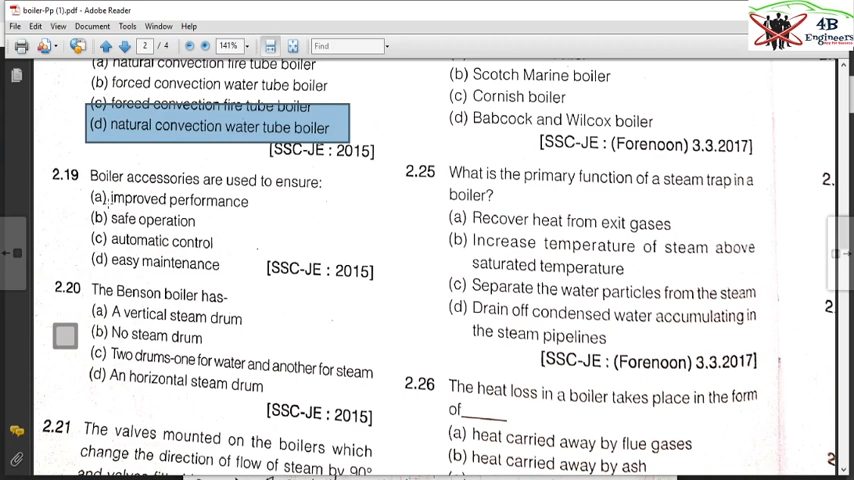 boiler-Pp (1).pdf - Adobe Reader
File Edit View Document Tools Window Help
2 / 4 141% Find
4B
Engineers
(a) natural convection fire tube boiler
(b) forced convection water tube boiler
(c) forced convection fire tube boiler
(d) natural convection water tube boiler
[SSC-JE : 2015]
2.19 Boiler accessories are used to ensure:
(a) improved performance
(b) safe operation
(c) automatic control
(d) easy maintenance [SSC-JE : 2015]
2.20 The Benson boiler has-
(a) A vertical steam drum
(b) No steam drum
(c) Two drums-one for water and another for steam
(d) An horizontal steam drum
[SSC-JE : 2015]
2.21 The valves mounted on the boilers which
change the direction of flow of steam by 90°
(b) Scotch Marine boiler
(c) Cornish boiler
(d) Babcock and Wilcox boiler
[SSC-JE : (Forenoon) 3.3.2017]
2.25 What is the primary function of a steam trap in a
boiler?
(a) Recover heat from exit gases
(b) Increase temperature of steam above
saturated temperature
(c) Separate the water particles from the steam
(d) Drain off condensed water accumulating in
the steam pipelines
[SSC-JE : (Forenoon) 3.3.2017]
2.26 The heat loss in a boiler takes place in the form
of_____
(a) heat carried away by flue gases
(b) heat carried away by ash
2.
2.
2